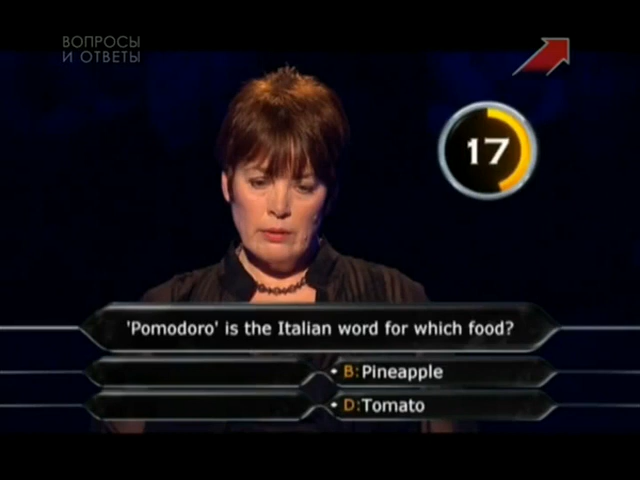 ВОПРОСЫ
И ОТВЕТЫ
17
'Pomodoro' is the Italian word for which food?
B: Pineapple
D: Tomato